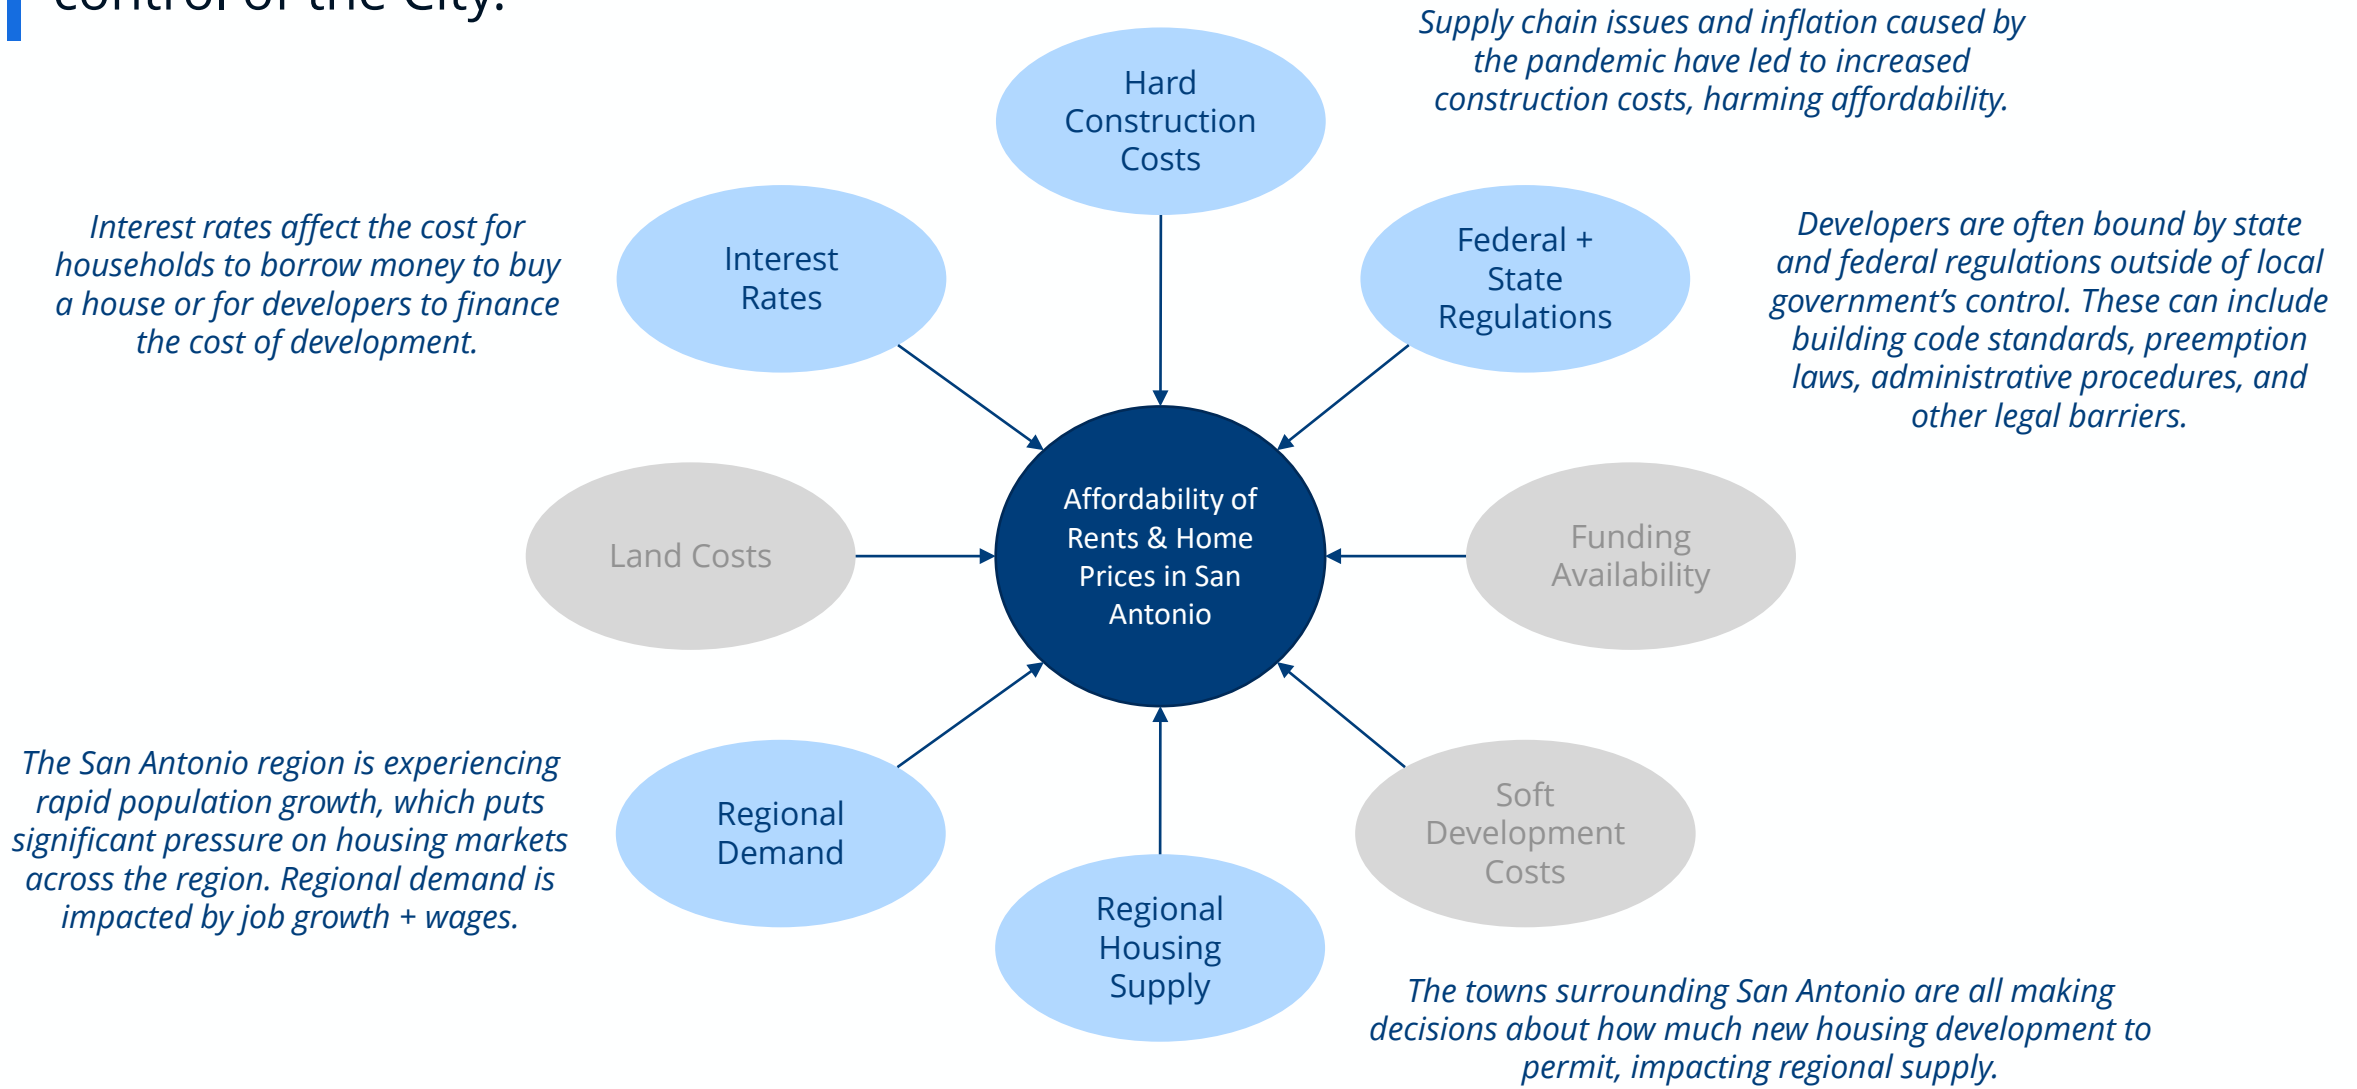 control of the City.
Supply chain issues and inflation caused by
the pandemic have led to increased
construction costs, harming affordability.
Hard
Construction
Costs
Interest rates affect the cost for
households to borrow money to buy
a house or for developers to finance
the cost of development.
Interest
Rates
Federal +
State
Regulations
Developers are often bound by state
and federal regulations outside of local
government’s control. These can include
building code standards, preemption
laws, administrative procedures, and
other legal barriers.
Land Costs
Affordability of
Rents & Home
Prices in San
Antonio
Funding
Availability
The San Antonio region is experiencing
rapid population growth, which puts
significant pressure on housing markets
across the region. Regional demand is
impacted by job growth + wages.
Regional
Demand
Regional
Housing
Supply
Soft
Development
Costs
The towns surrounding San Antonio are all making
decisions about how much new housing development to
permit, impacting regional supply.